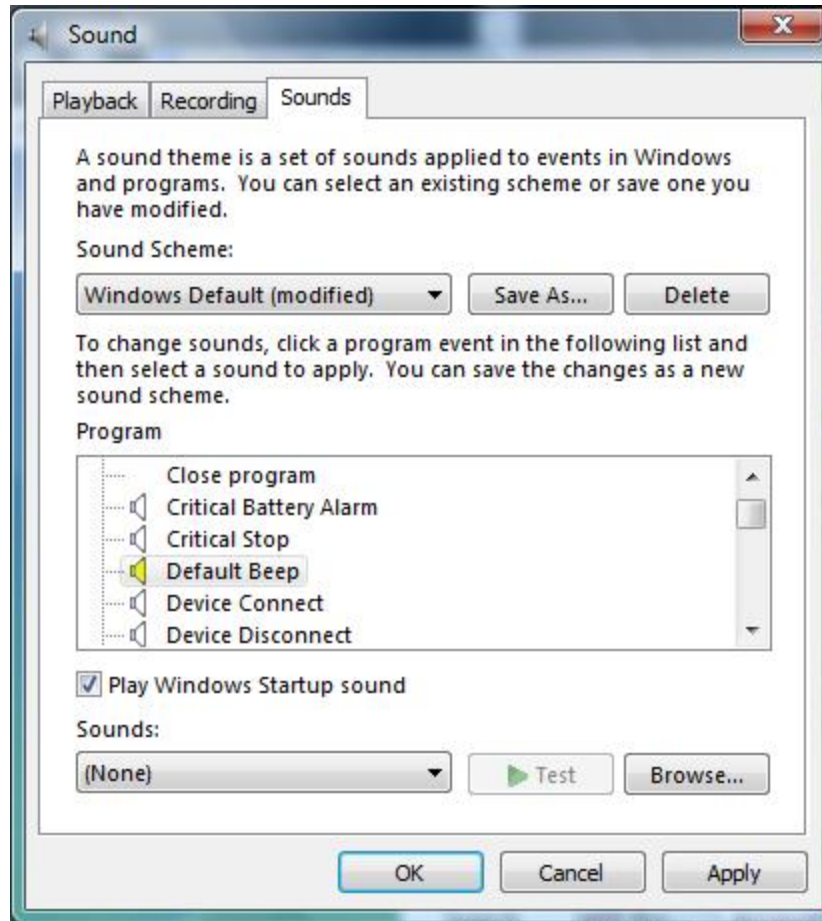 Sound
Playback
Recording
Sounds
A sound theme is a set of sounds applied to events in Windows
and programs. You can select an existing scheme or save one you
have modified.
Sound Scheme:
Windows Default (modified)
Save As...
Delete
To change sounds, click a program event in the following list and
then select a sound to apply. You can save the changes as a new
sound scheme.
Program
Close program
Critical Battery Alarm
Critical Stop
Default Beep
Device Connect
Device Disconnect
Play Windows Startup sound
Sounds:
(None)
Test
Browse...
OK
Cancel
Apply